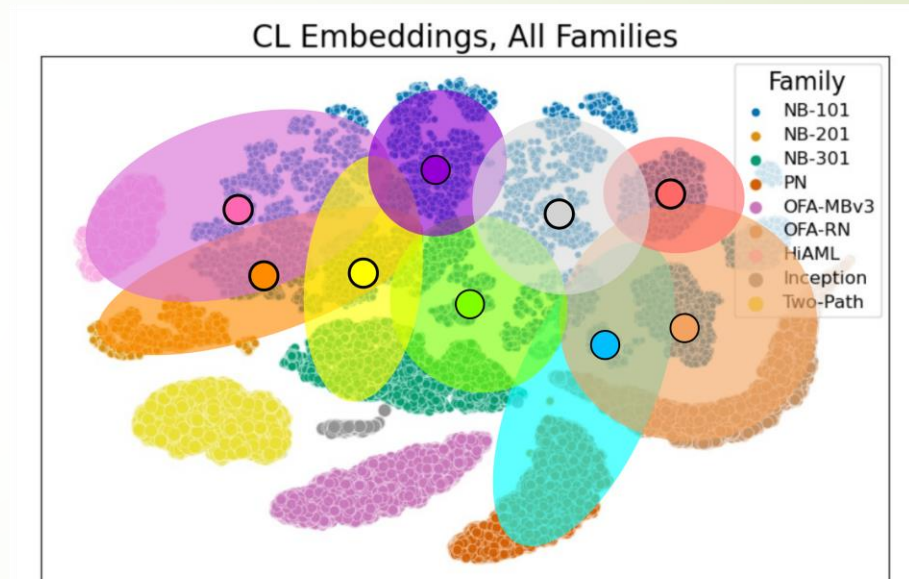 CL Embeddings, All Families
Family
NB-101
NB-201
NB-301
PN
OFA-MBv3
OFA-RN
HiAML
Inception
Two-Path